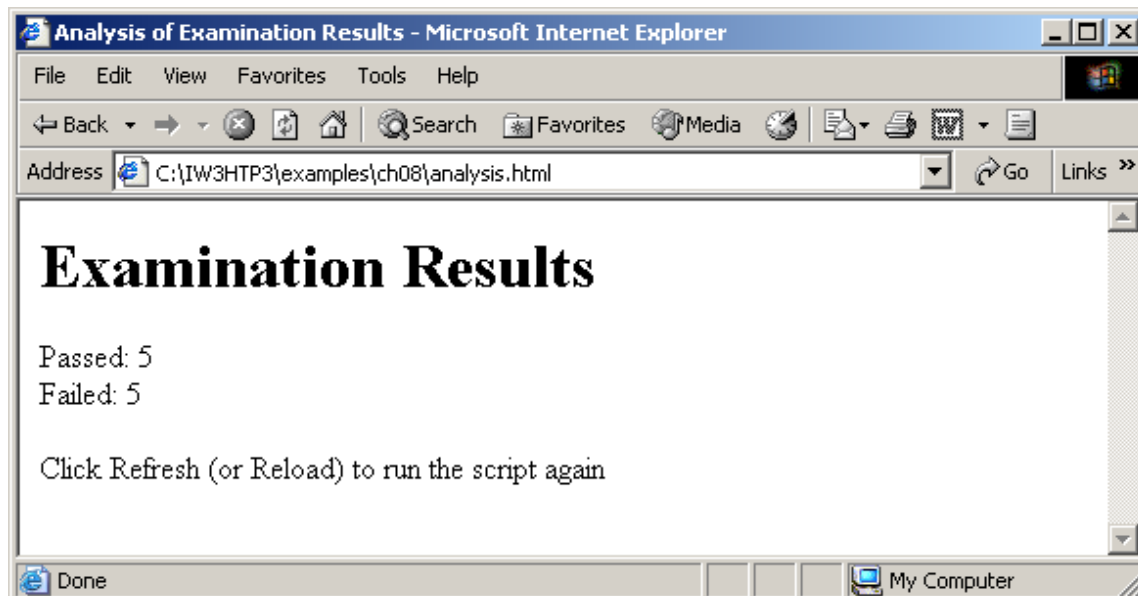 Analysis of Examination Results - Microsoft Internet Explorer
File Edit View Favorites Tools Help
Back Search Favorites Media
Address C:\IW3HTP3\examples\ch08\analysis.html Go Links »
Examination Results
Passed: 5
Failed: 5
Click Refresh (or Reload) to run the script again
Done My Computer